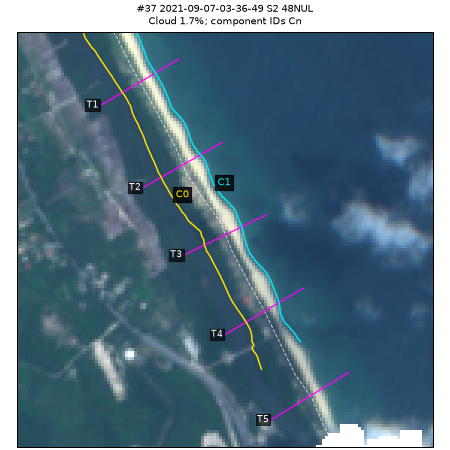 #37 2021-09-07-03-36-49 S2 48NUL
Cloud 1.7%; component IDs Cn
T1
T2
C1
C0
T3
T4
T5